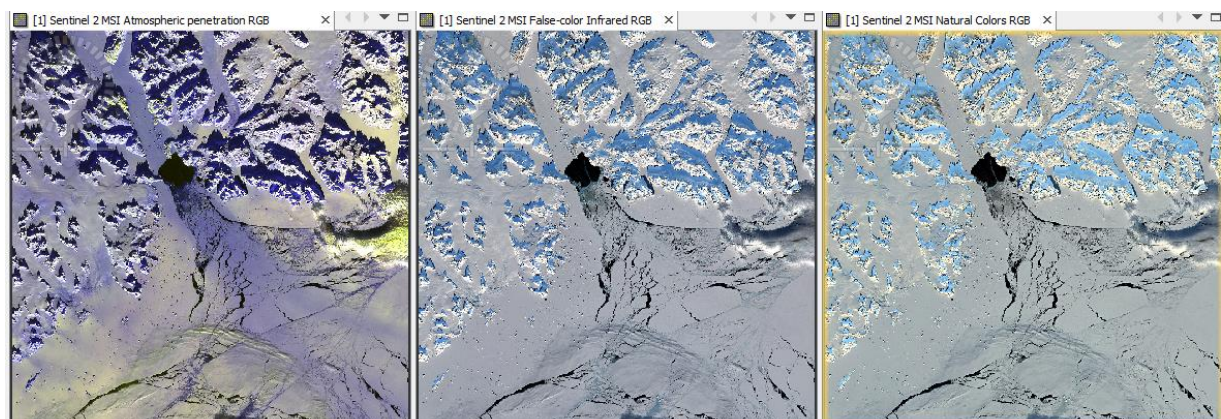 [1] Sentinel 2 MSI Atmospheric penetration RGB
[1] Sentinel 2 MSI False-color Infrared RGB
[1] Sentinel 2 MSI Natural Colors RGB